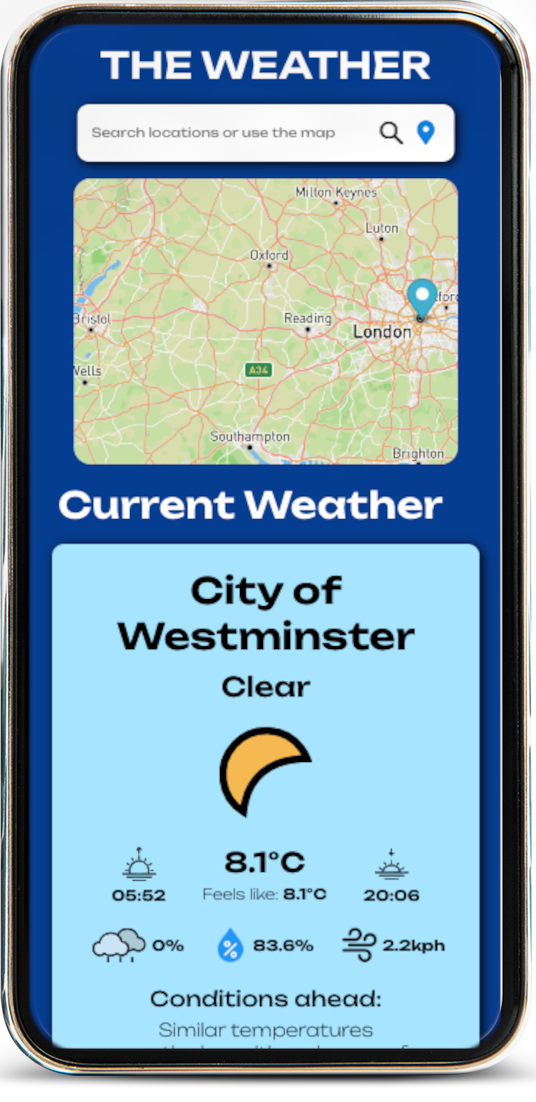 THE WEATHER
Search locations or use the map
Milton Keynes
Luton
Oxford
Bristol
Reading
London
Wells
A34
Southampton
Brighton
Current Weather
City of
Westminster
Clear
8.1°C
05:52
Feels like: 8.1°C
20:06
0%
83.6%
2.2kph
Conditions ahead:
Similar temperatures